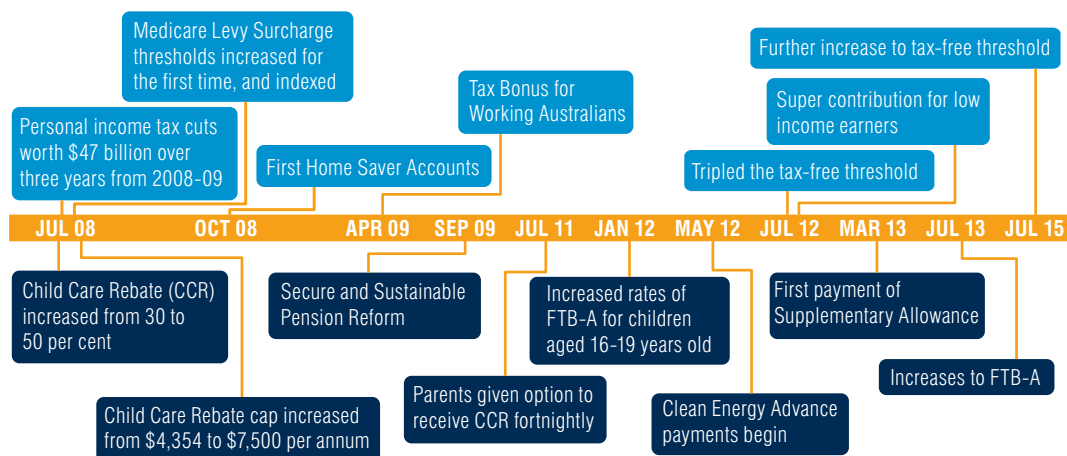 Medicare Levy Surcharge
thresholds increased for
the first time, and indexed
Further increase to tax-free threshold
Tax Bonus for
Working Australians
Super contribution for low
income earners
Personal income tax cuts
worth $47 billion over
three years from 2008-09
First Home Saver Accounts
Tripled the tax-free threshold
JUL 08 OCT 08 APR 09 SEP 09 JUL 11 JAN 12 MAY 12 JUL 12 MAR 13 JUL 13 JUL 15
Child Care Rebate (CCR)
increased from 30 to
50 per cent
Secure and Sustainable
Pension Reform
Increased rates of
FTB-A for children
aged 16-19 years old
First payment of
Supplementary Allowance
Increases to FTB-A
Child Care Rebate cap increased
from $4,354 to $7,500 per annum
Parents given option to
receive CCR fortnightly
Clean Energy Advance
payments begin